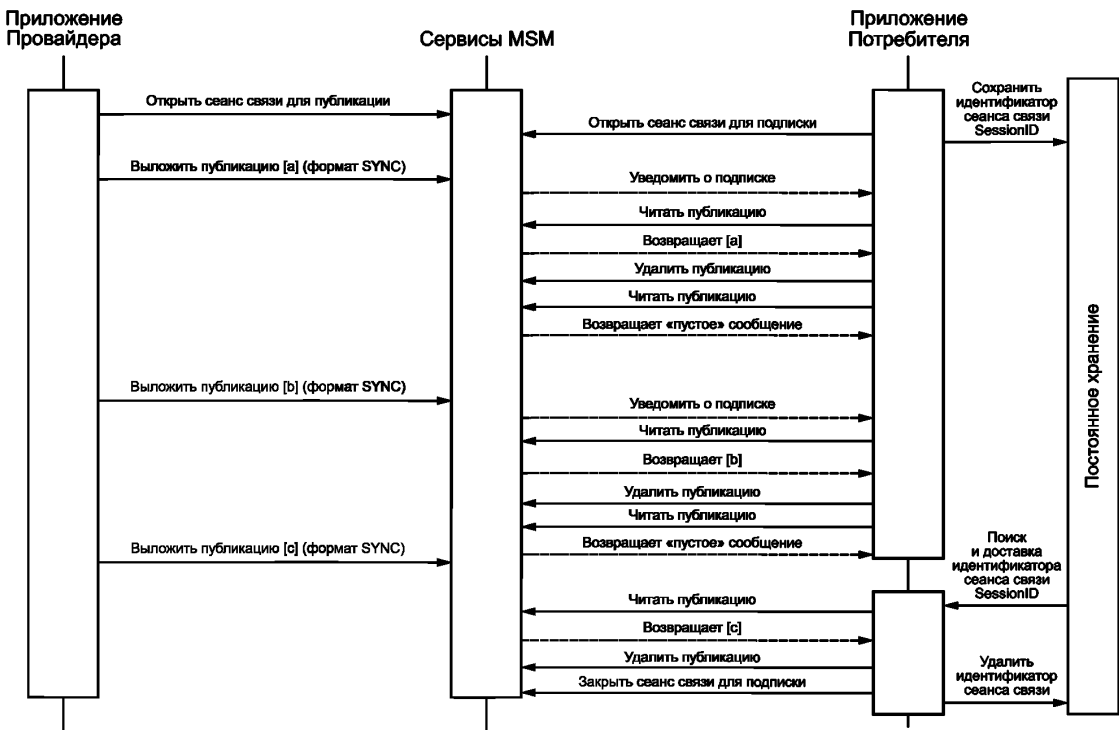 Приложение
Провайдера
Сервисы MSM
Приложение
Потребителя
Открыть сеанс связи для публикации
Сохранить
идентификатор
сеанса связи
SessionID
Открыть сеанс связи для подписки
Выложить публикацию [a] (формат SYNC)
Уведомить о подписке
Читать публикацию
Возвращает [a]
Удалить публикацию
Читать публикацию
Возвращает «пустое» сообщение
Выложить публикацию [b] (формат SYNC)
Уведомить о подписке
Читать публикацию
Возвращает [b]
Удалить публикацию
Читать публикацию
Выложить публикацию [c] (формат SYNC)
Возвращает «пустое» сообщение
Постоянное хранение
Поиск
и доставка
идентификатора
сеанса связи
SessionID
Читать публикацию
Возвращает [c]
Удалить публикацию
Закрыть сеанс связи для подписки
Удалить
идентификатор
сеанса связи